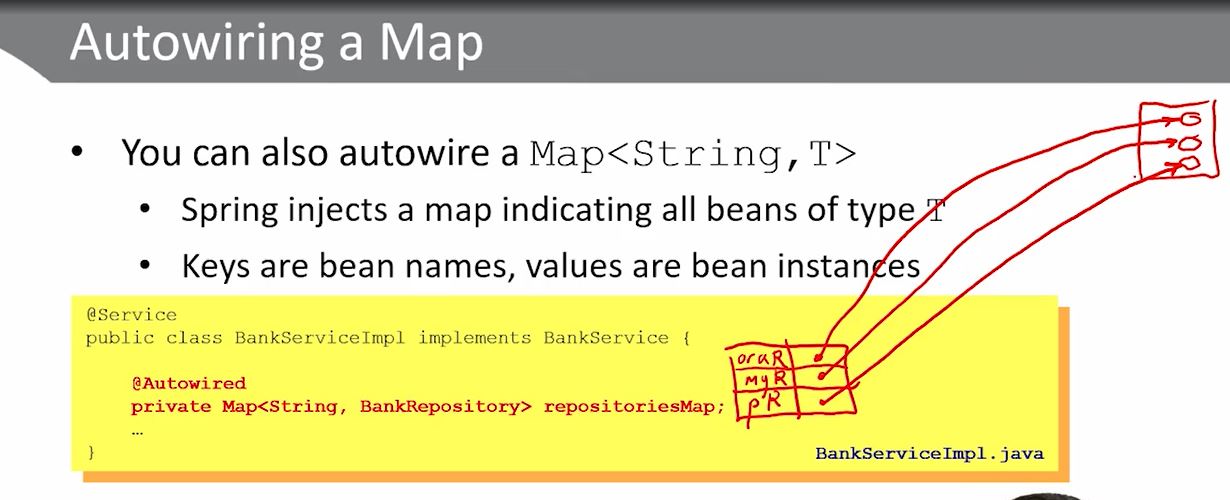 Autowiring a Map
• You can also autowire a Map<String,T>
• Spring injects a map indicating all beans of type T
• Keys are bean names, values are bean instances
@Service
public class BankServiceImpl implements BankService {
@Autowired
private Map<String, BankRepository> repositoriesMap;
…
}
oraR
myR
pR
BankServiceImpl.java